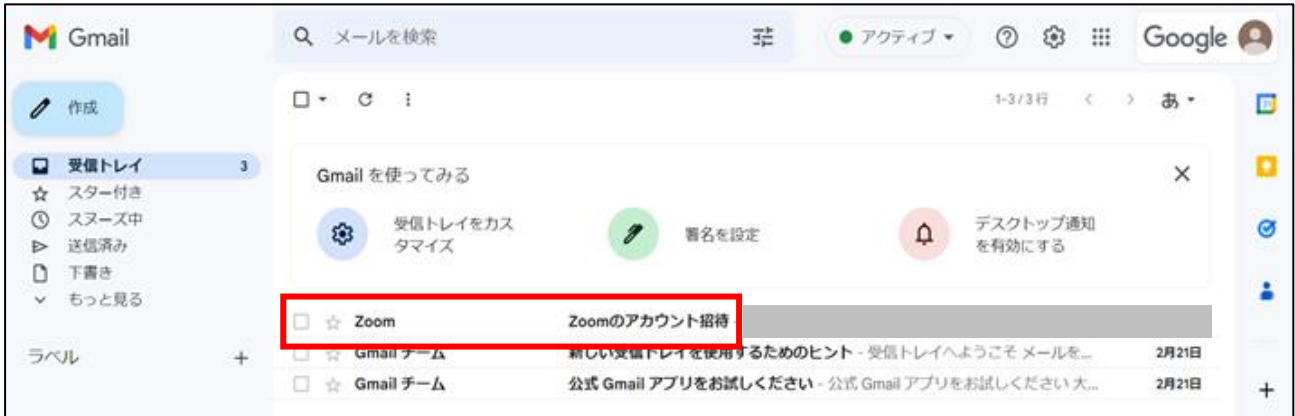 Gmail
メールを検索
アクティブ
Google
作成
1-3/3行
あ
受信トレイ 3
スター付き
スヌーズ中
送信済み
下書き
もっと見る
ラベル
Gmail を使ってみる
受信トレイをカス
タマイズ
署名を設定
デスクトップ通知
を有効にする
Zoom Zoomのアカウント招待 -
Gmail チーム 新しい受信トレイを使用するためのヒント - 受信トレイへようこそ メールを... 2月21日
Gmail チーム 公式 Gmail アプリをお試しください - 公式 Gmail アプリをお試しください 大... 2月21日